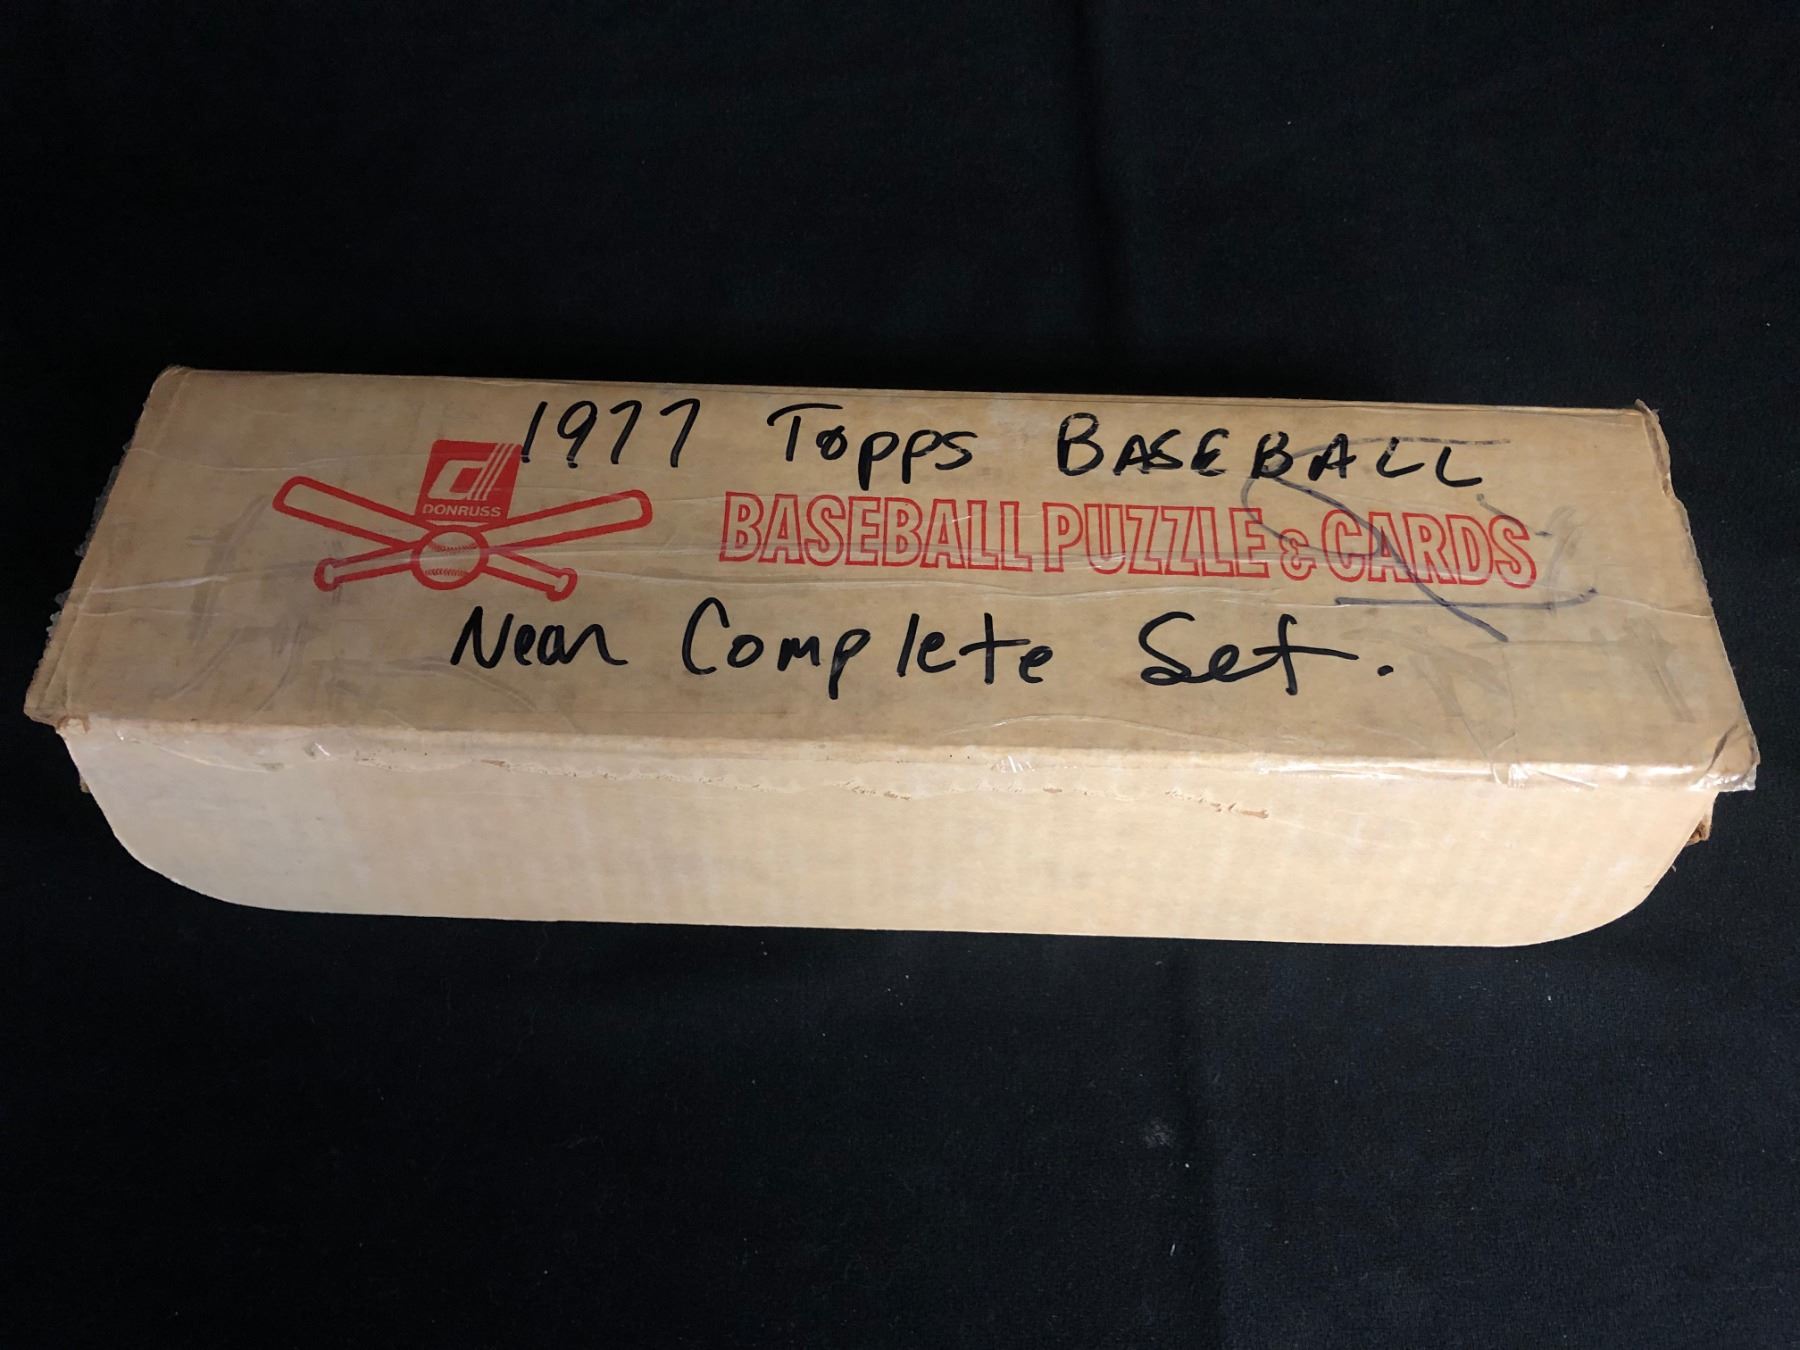 1977 Topps BASEBALL
DONRUSS
BASEBALL PUZZLE & CARDS
Near Complete Set.